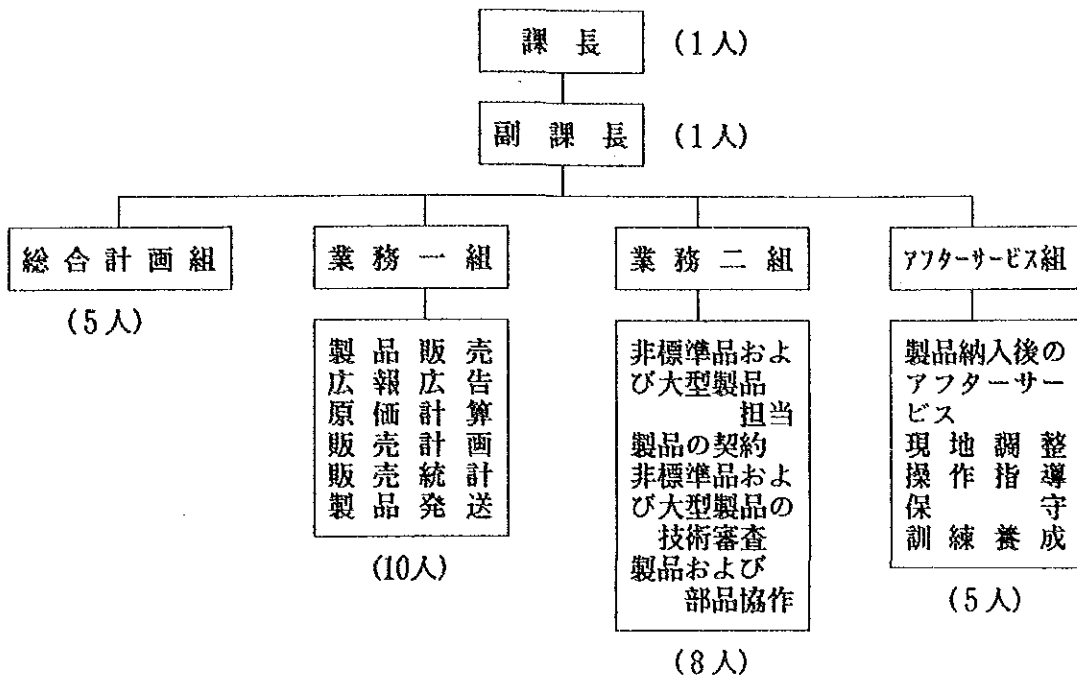 課長 (1人)
副課長 (1人)
総合計画組
(5人)
業務一組
製品販売
広報広告
原価計算
販売計画
販売統計
製品発送
(10人)
業務二組
非標準品およ
び大型製品
担当
製品の契約
非標準品およ
び大型製品の
技術審査
製品および
部品協作
(8人)
アフターサービス組
製品納入後の
アフターサー
ビス
現地調整
操作指導
保守
訓練養成
(5人)